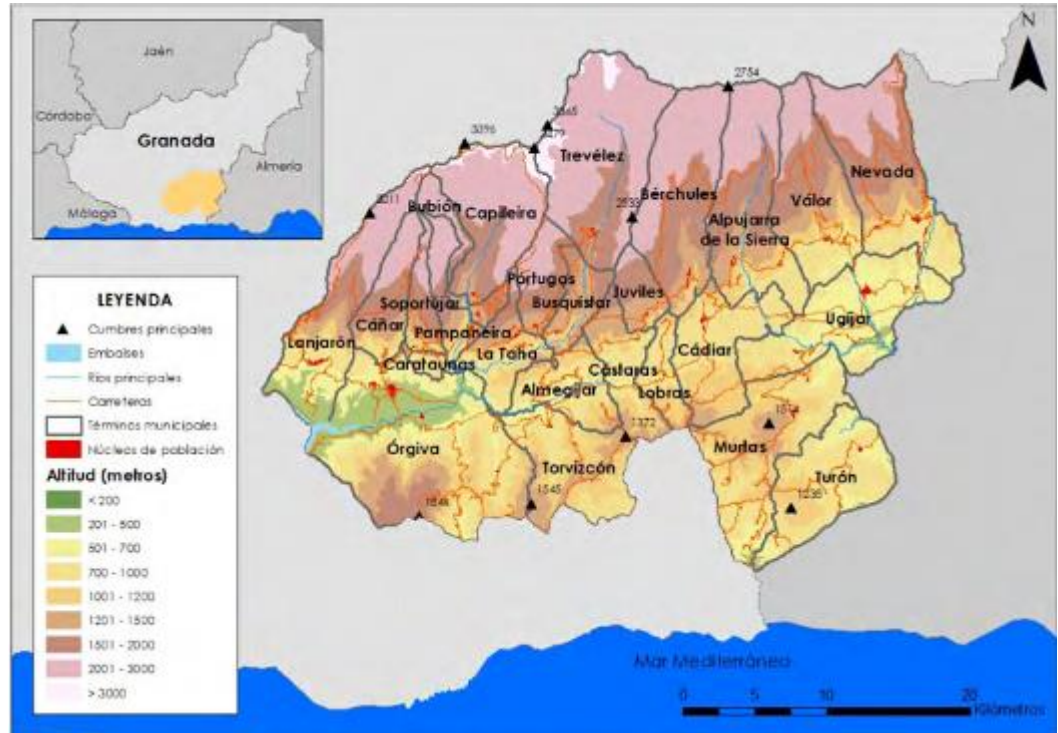 Jaén
Córdoba
Granada
Almería
Málaga
N
LEYENDA
Cumbres principales
Embalses
Ríos principales
Carreteras
Términos municipales
Núcleos de población
Altitud (metros)
< 200
201 - 500
501 - 700
700 - 1000
1001 - 1200
1201 - 1500
1501 - 2000
2001 - 3000
> 3000
2754
3396
Trevélez
Nevada
Bérchules
Válor
Bubión
Capileira
Alpujarra
de la Sierra
Pórtugos
Juviles
Soportújar
Busquístar
Cáñar
Pampaneira
Ugíjar
Lanjarón
La Taha
Cádiar
Carataunas
Cástaras
Almegíjar
Lobras
1372
Órgiva
Murtas
Torvizcón
Turón
1545
Mar Mediterráneo
0 5 10 20
Kilómetros